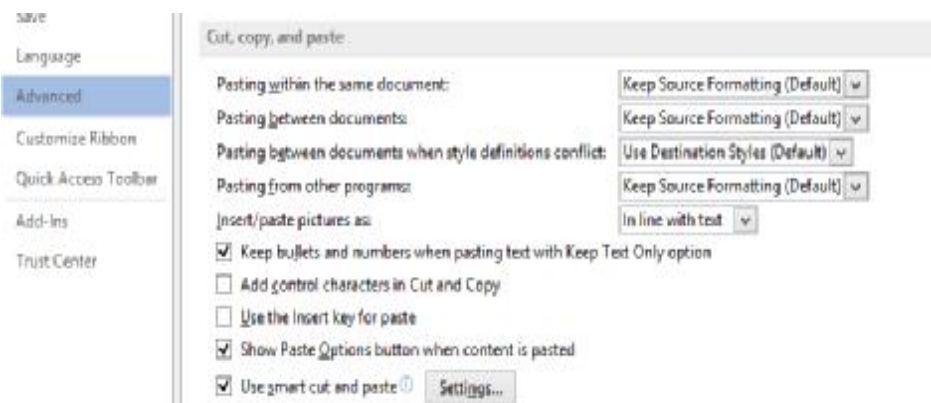 Save
Language
Advanced
Customize Ribbon
Quick Access Toolbar
Add-Ins
Trust Center
Cut, copy, and paste
Pasting within the same document: Keep Source Formatting (Default)
Pasting between documents: Keep Source Formatting (Default)
Pasting between documents when style definitions conflict: Use Destination Styles (Default)
Pasting from other programs: Keep Source Formatting (Default)
Insert/paste pictures as: In line with text
Keep bullets and numbers when pasting text with Keep Text Only option
Add control characters in Cut and Copy
Use the Insert key for paste
Show Paste Options button when content is pasted
Use smart cut and paste Settings...